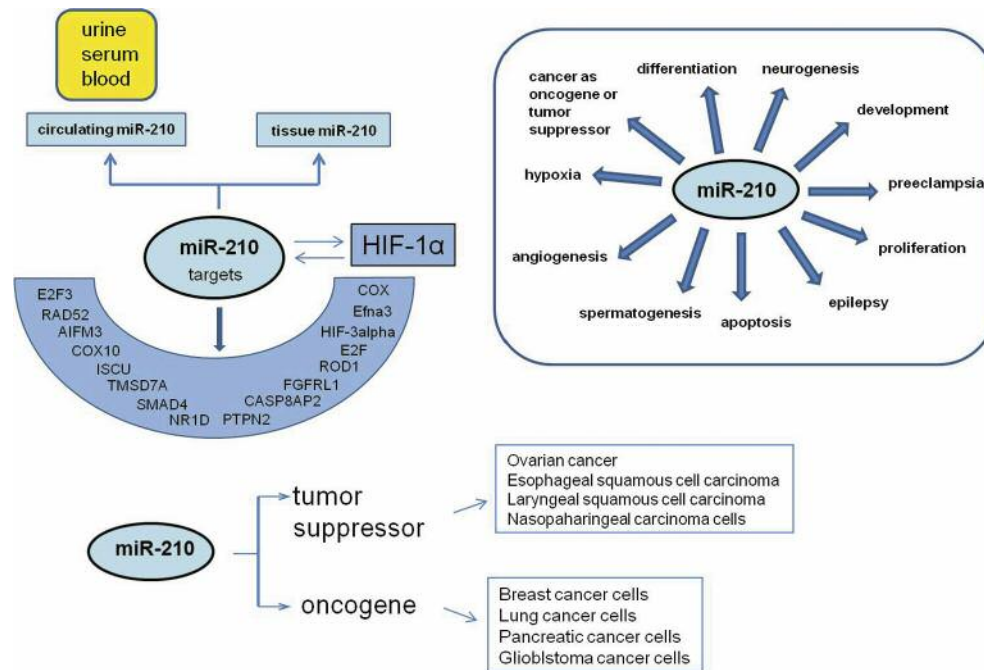 urine
serum
blood
circulating miR-210
tissue miR-210
miR-210
targets
HIF-1α
E2F3
RAD52
AIFM3
COX10
ISCU
TMSD7A
SMAD4
NR1D
PTPN2
CASP8AP2
FGFRL1
ROD1
E2F
HIF-3alpha
Efna3
COX
cancer as
oncogene or
tumor
suppressor
differentiation
neurogenesis
development
preeclampsia
proliferation
epilepsy
apoptosis
spermatogenesis
angiogenesis
hypoxia
miR-210
miR-210
tumor
suppressor
oncogene
Ovarian cancer
Esophageal squamous cell carcinoma
Laryngeal squamous cell carcinoma
Nasopaharingeal carcinoma cells
Breast cancer cells
Lung cancer cells
Pancreatic cancer cells
Glioblstoma cancer cells